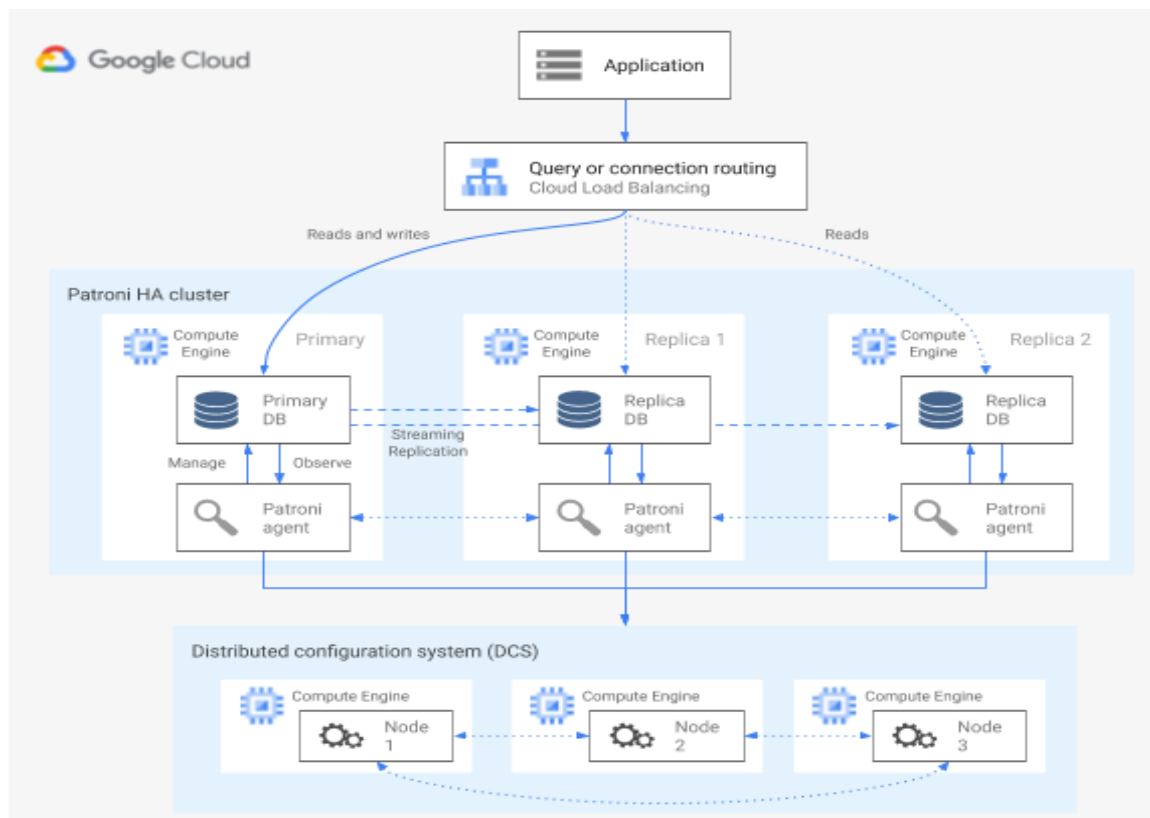 Google Cloud
Application
Query or connection routing
Cloud Load Balancing
Reads and writes
Reads
Patroni HA cluster
Compute
Engine
Primary
Compute
Engine
Replica 1
Compute
Engine
Replica 2
Primary
DB
Replica
DB
Replica
DB
Streaming
Replication
Manage
Observe
Patroni
agent
Patroni
agent
Patroni
agent
Distributed configuration system (DCS)
Compute Engine
Node
1
Compute Engine
Node
2
Compute Engine
Node
3